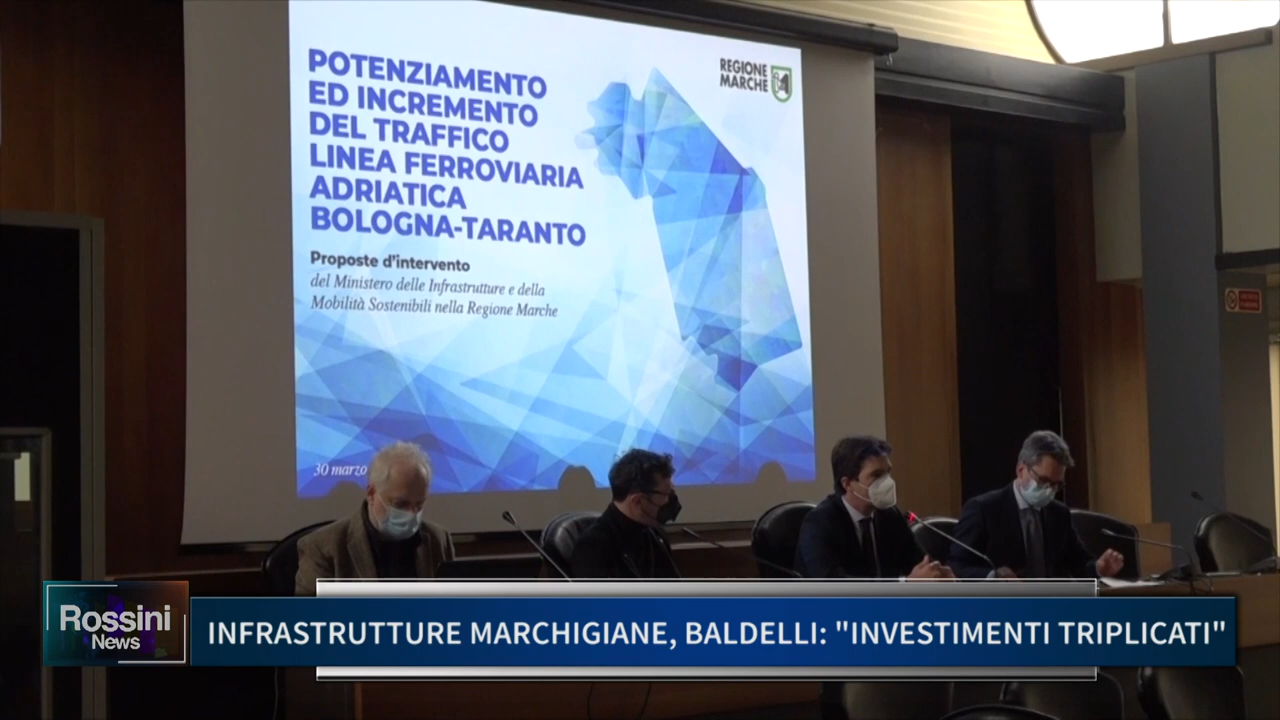 POTENZIAMENTO
ED INCREMENTO
DEL TRAFFICO
LINEA FERROVIARIA
ADRIATICA
BOLOGNA-TARANTO
REGIONE
MARCHE
Proposte d'intervento
del Ministero delle Infrastrutture e della
Mobilità Sostenibili nella Regione Marche
30 marzo
Rossini
News
INFRASTRUTTURE MARCHIGIANE, BALDELLI: "INVESTIMENTI TRIPLICATI"